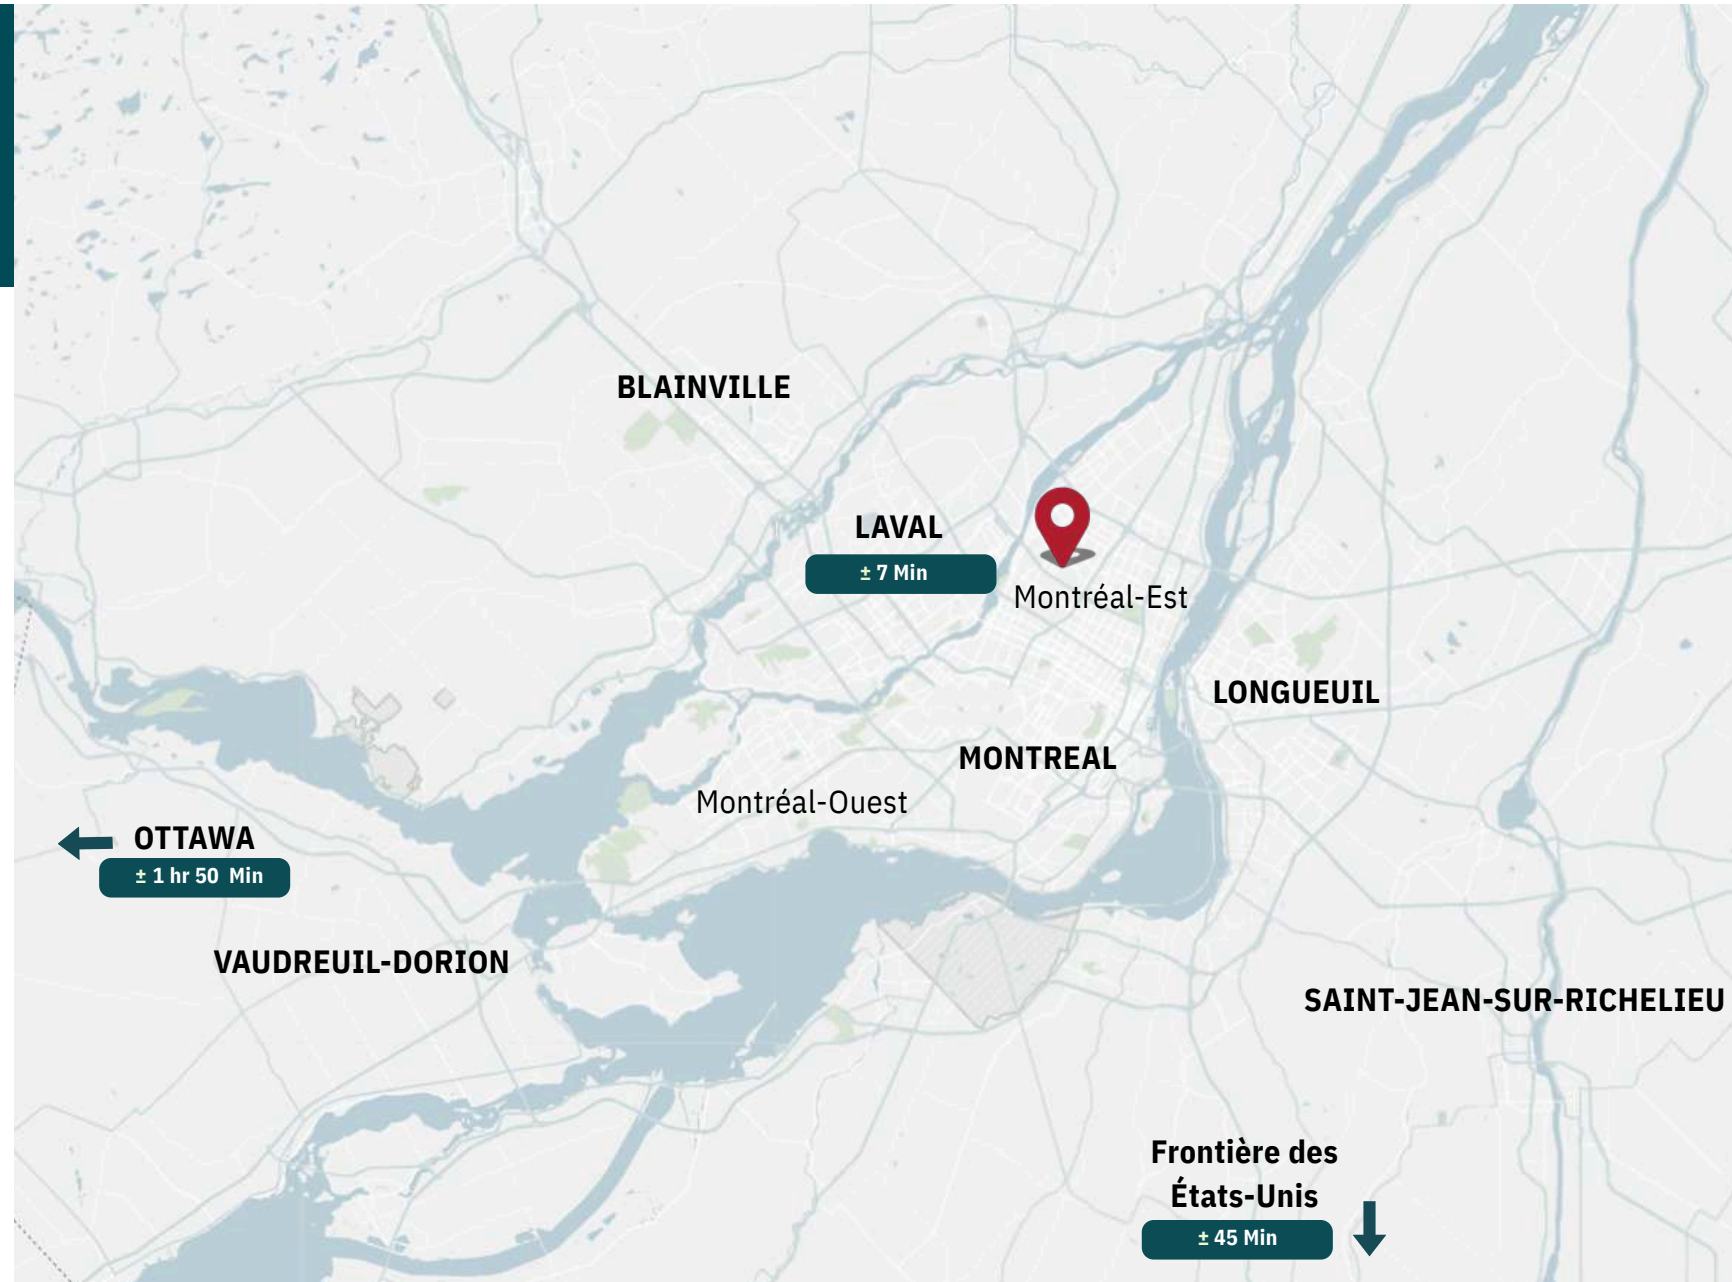 BLAINVILLE
LAVAL
± 7 Min
Montréal-Est
LONGUEUIL
MONTREAL
Montréal-Ouest
OTTAWA
± 1 hr 50 Min
VAUDREUIL-DORION
SAINT-JEAN-SUR-RICHELIEU
Frontière des
États-Unis
± 45 Min